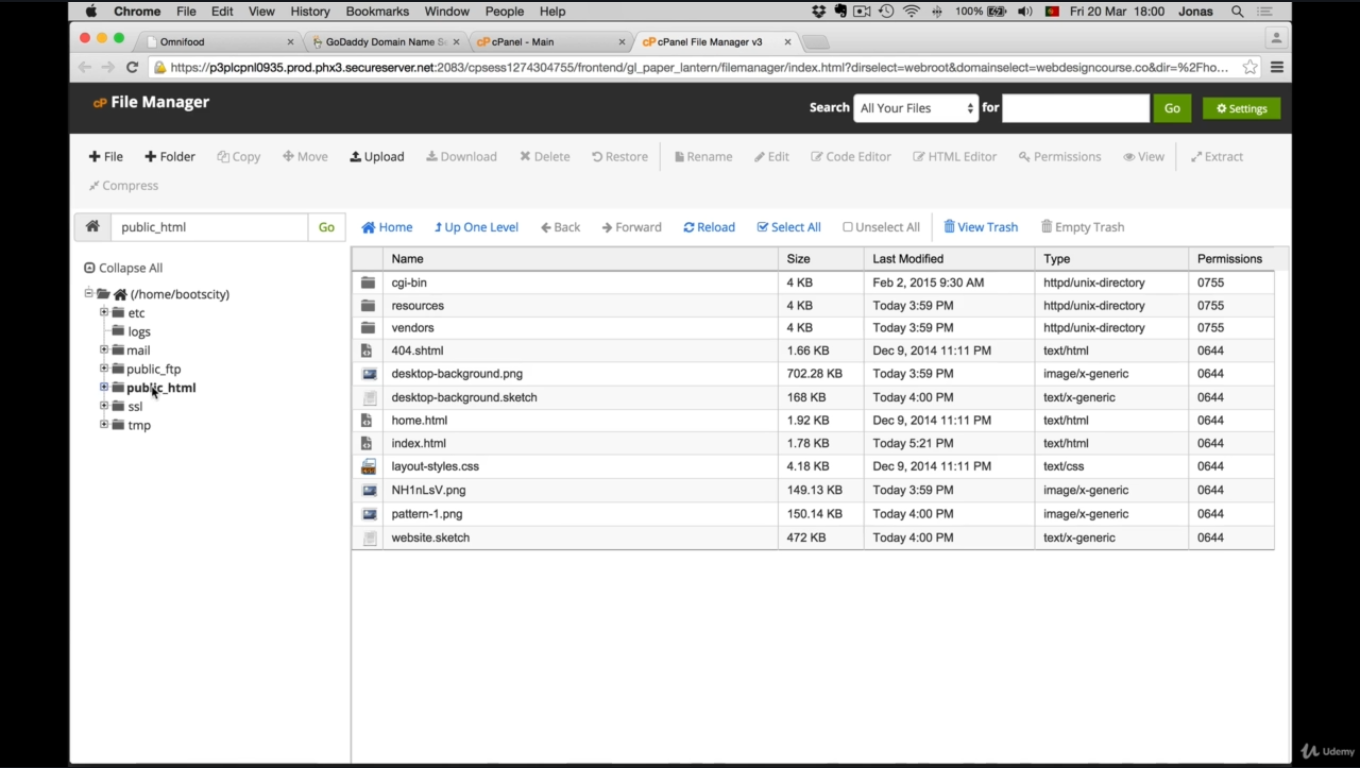 Chrome File Edit View History Bookmarks Window People Help 100% Fri 20 Mar 18:00 Jonas
Omnifood GoDaddy Domain Name Se cPanel - Main cPanel File Manager v3
https://p3plcpnl0935.prod.phx3.secureserver.net:2083/cpsess1274304755/frontend/gl_paper_lantern/filemanager/index.html?dirselect=webroot&domainselect=webdesigncourse.co&dir=%2Fho...
cP File Manager Search All Your Files for Go Settings
File Folder Copy Move Upload Download Delete Restore Rename Edit Code Editor HTML Editor Permissions View Extract
Compress
public_html Go Home Up One Level Back Forward Reload Select All Unselect All View Trash Empty Trash
Collapse All
(/home/bootscity)
etc
logs
mail
public_ftp
public_html
ssl
tmp
Name Size Last Modified Type Permissions
cgi-bin 4 KB Feb 2, 2015 9:30 AM httpd/unix-directory 0755
resources 4 KB Today 3:59 PM httpd/unix-directory 0755
vendors 4 KB Today 3:59 PM httpd/unix-directory 0755
404.shtml 1.66 KB Dec 9, 2014 11:11 PM text/html 0644
desktop-background.png 702.28 KB Today 3:59 PM image/x-generic 0644
desktop-background.sketch 168 KB Today 4:00 PM text/x-generic 0644
home.html 1.92 KB Dec 9, 2014 11:11 PM text/html 0644
index.html 1.78 KB Today 5:21 PM text/html 0644
layout-styles.css 4.18 KB Dec 9, 2014 11:11 PM text/css 0644
NH1nLsV.png 149.13 KB Today 3:59 PM image/x-generic 0644
pattern-1.png 150.14 KB Today 4:00 PM image/x-generic 0644
website.sketch 472 KB Today 4:00 PM text/x-generic 0644
Udemy